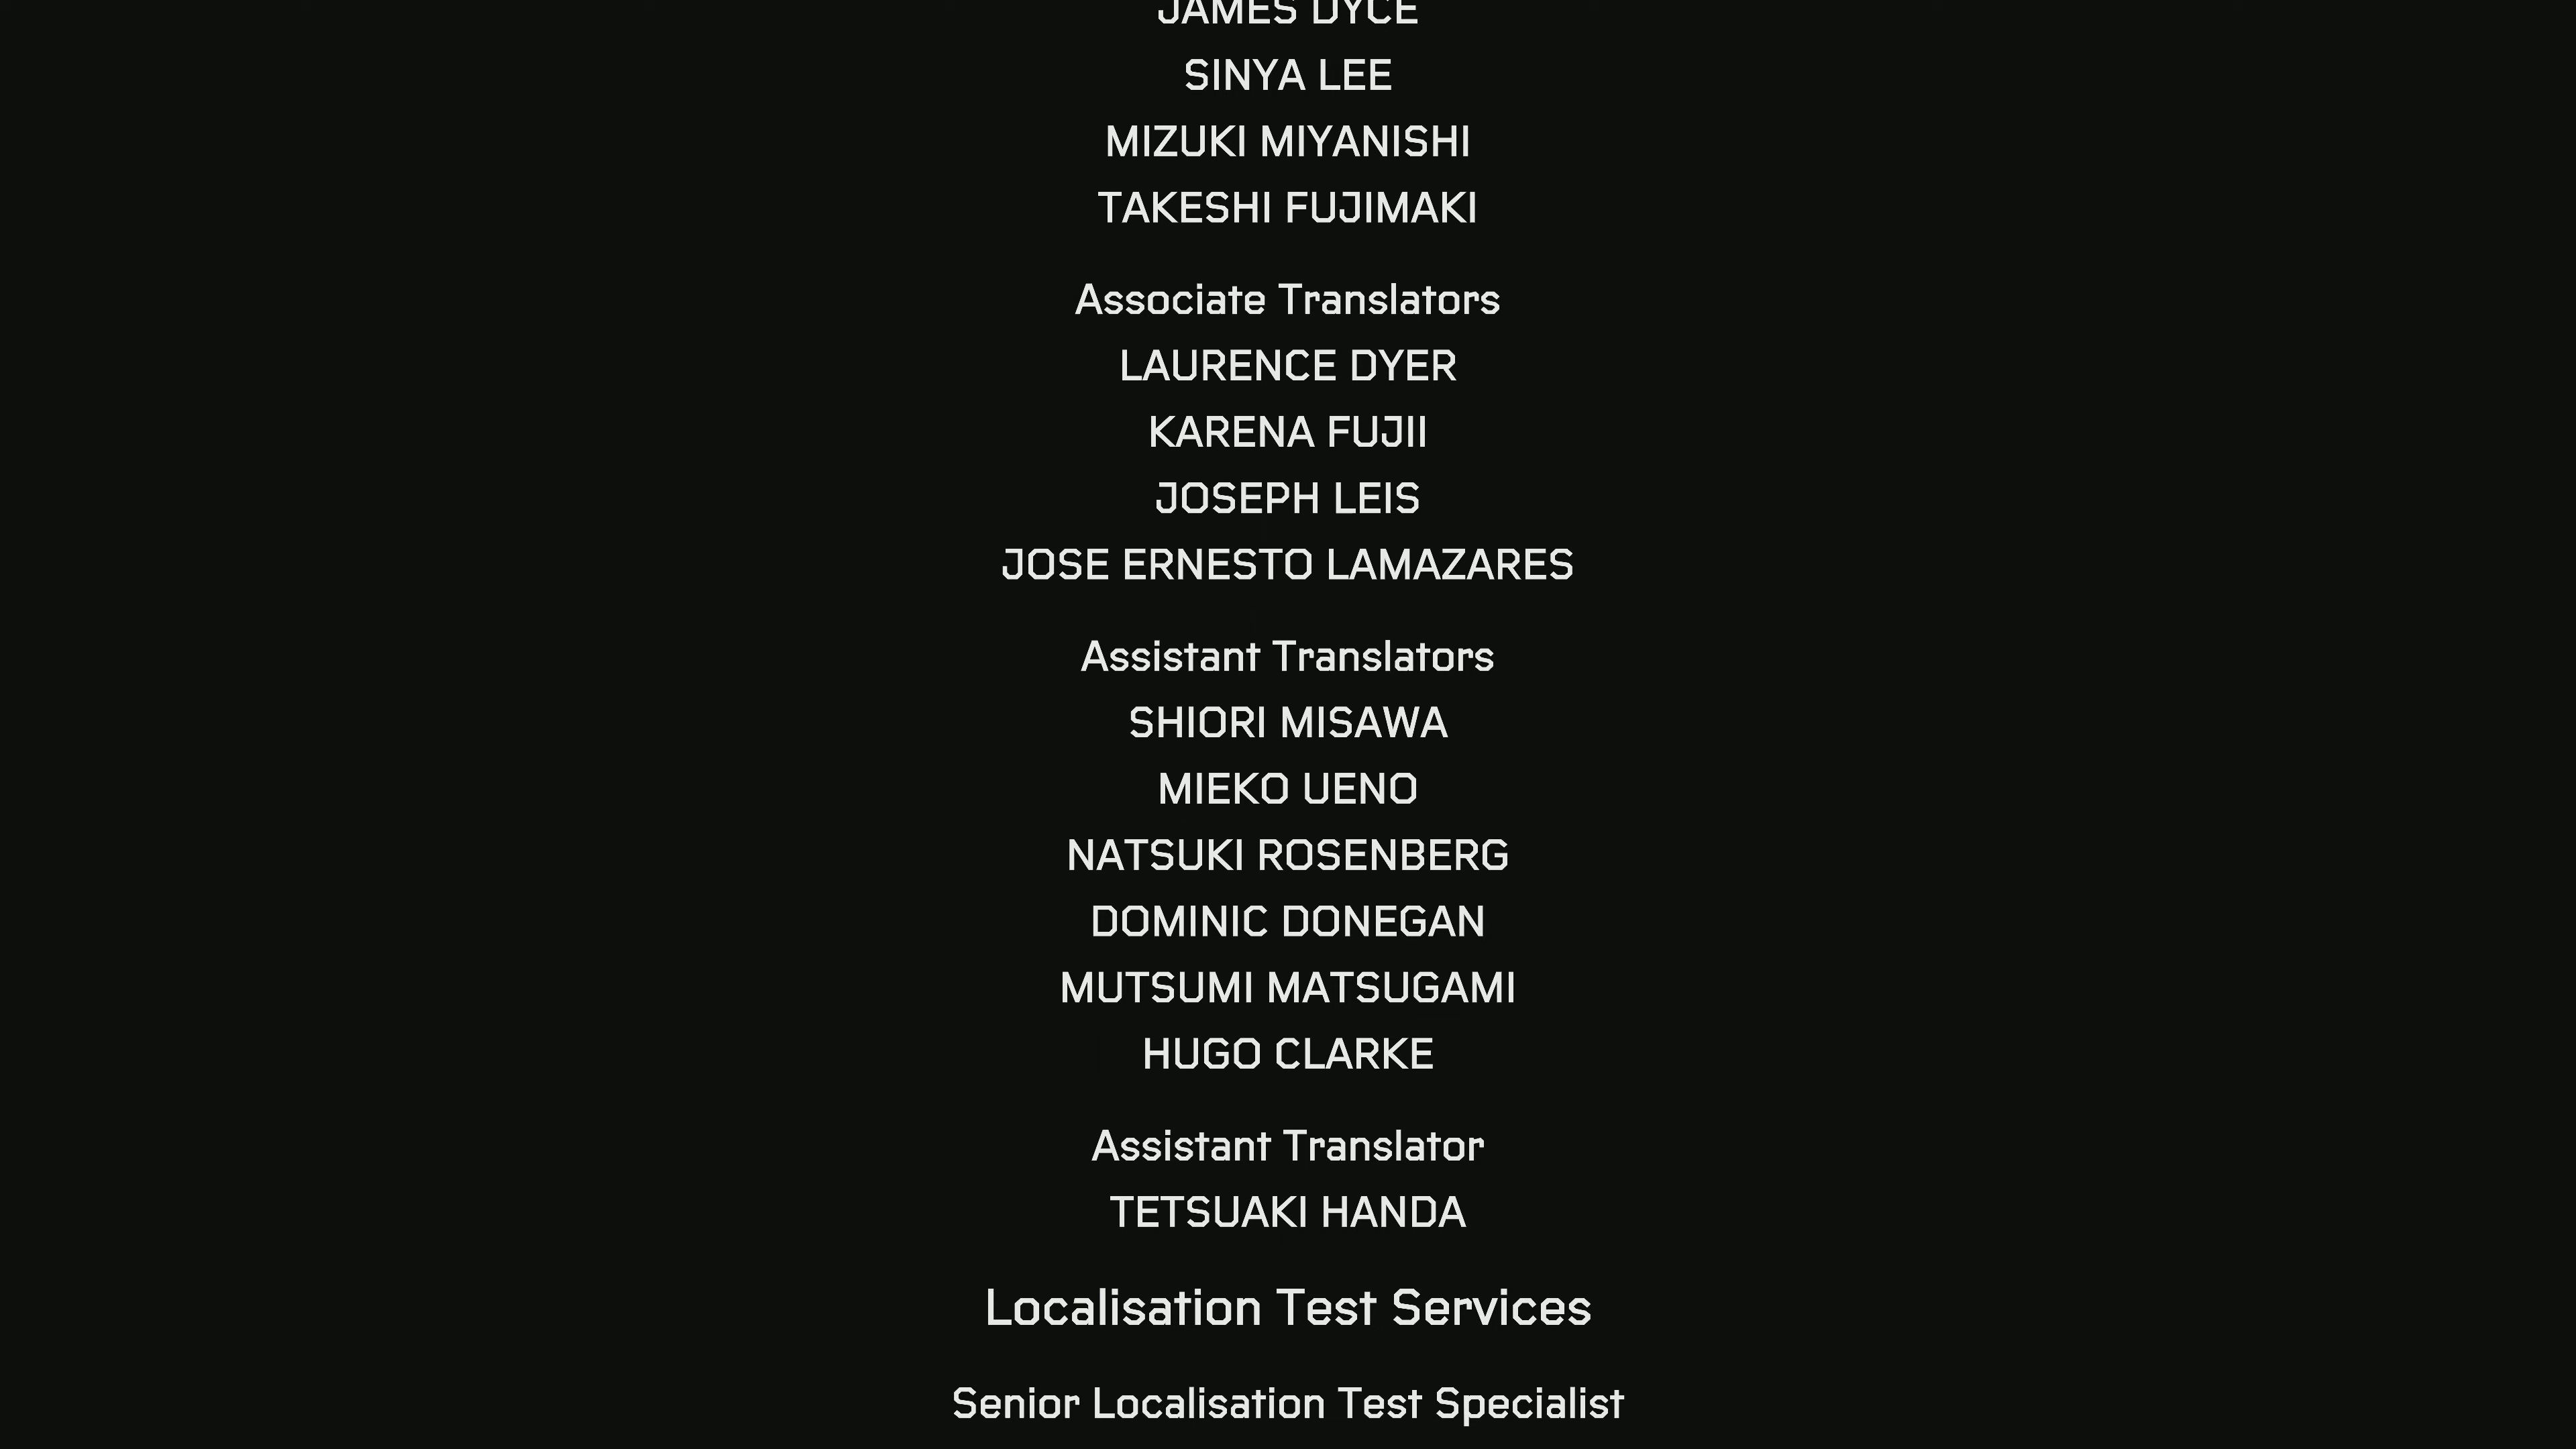 JAMES DYCE
SINYA LEE
MIZUKI MIYANISHI
TAKESHI FUJIMAKI
Associate Translators
LAURENCE DYER
KARENA FUJII
JOSEPH LEIS
JOSE ERNESTO LAMAZARES
Assistant Translators
SHIORI MISAWA
MIEKO UENO
NATSUKI ROSENBERG
DOMINIC DONEGAN
MUTSUMI MATSUGAMI
HUGO CLARKE
Assistant Translator
TETSUAKI HANDA
Localisation Test Services
Senior Localisation Test Specialist